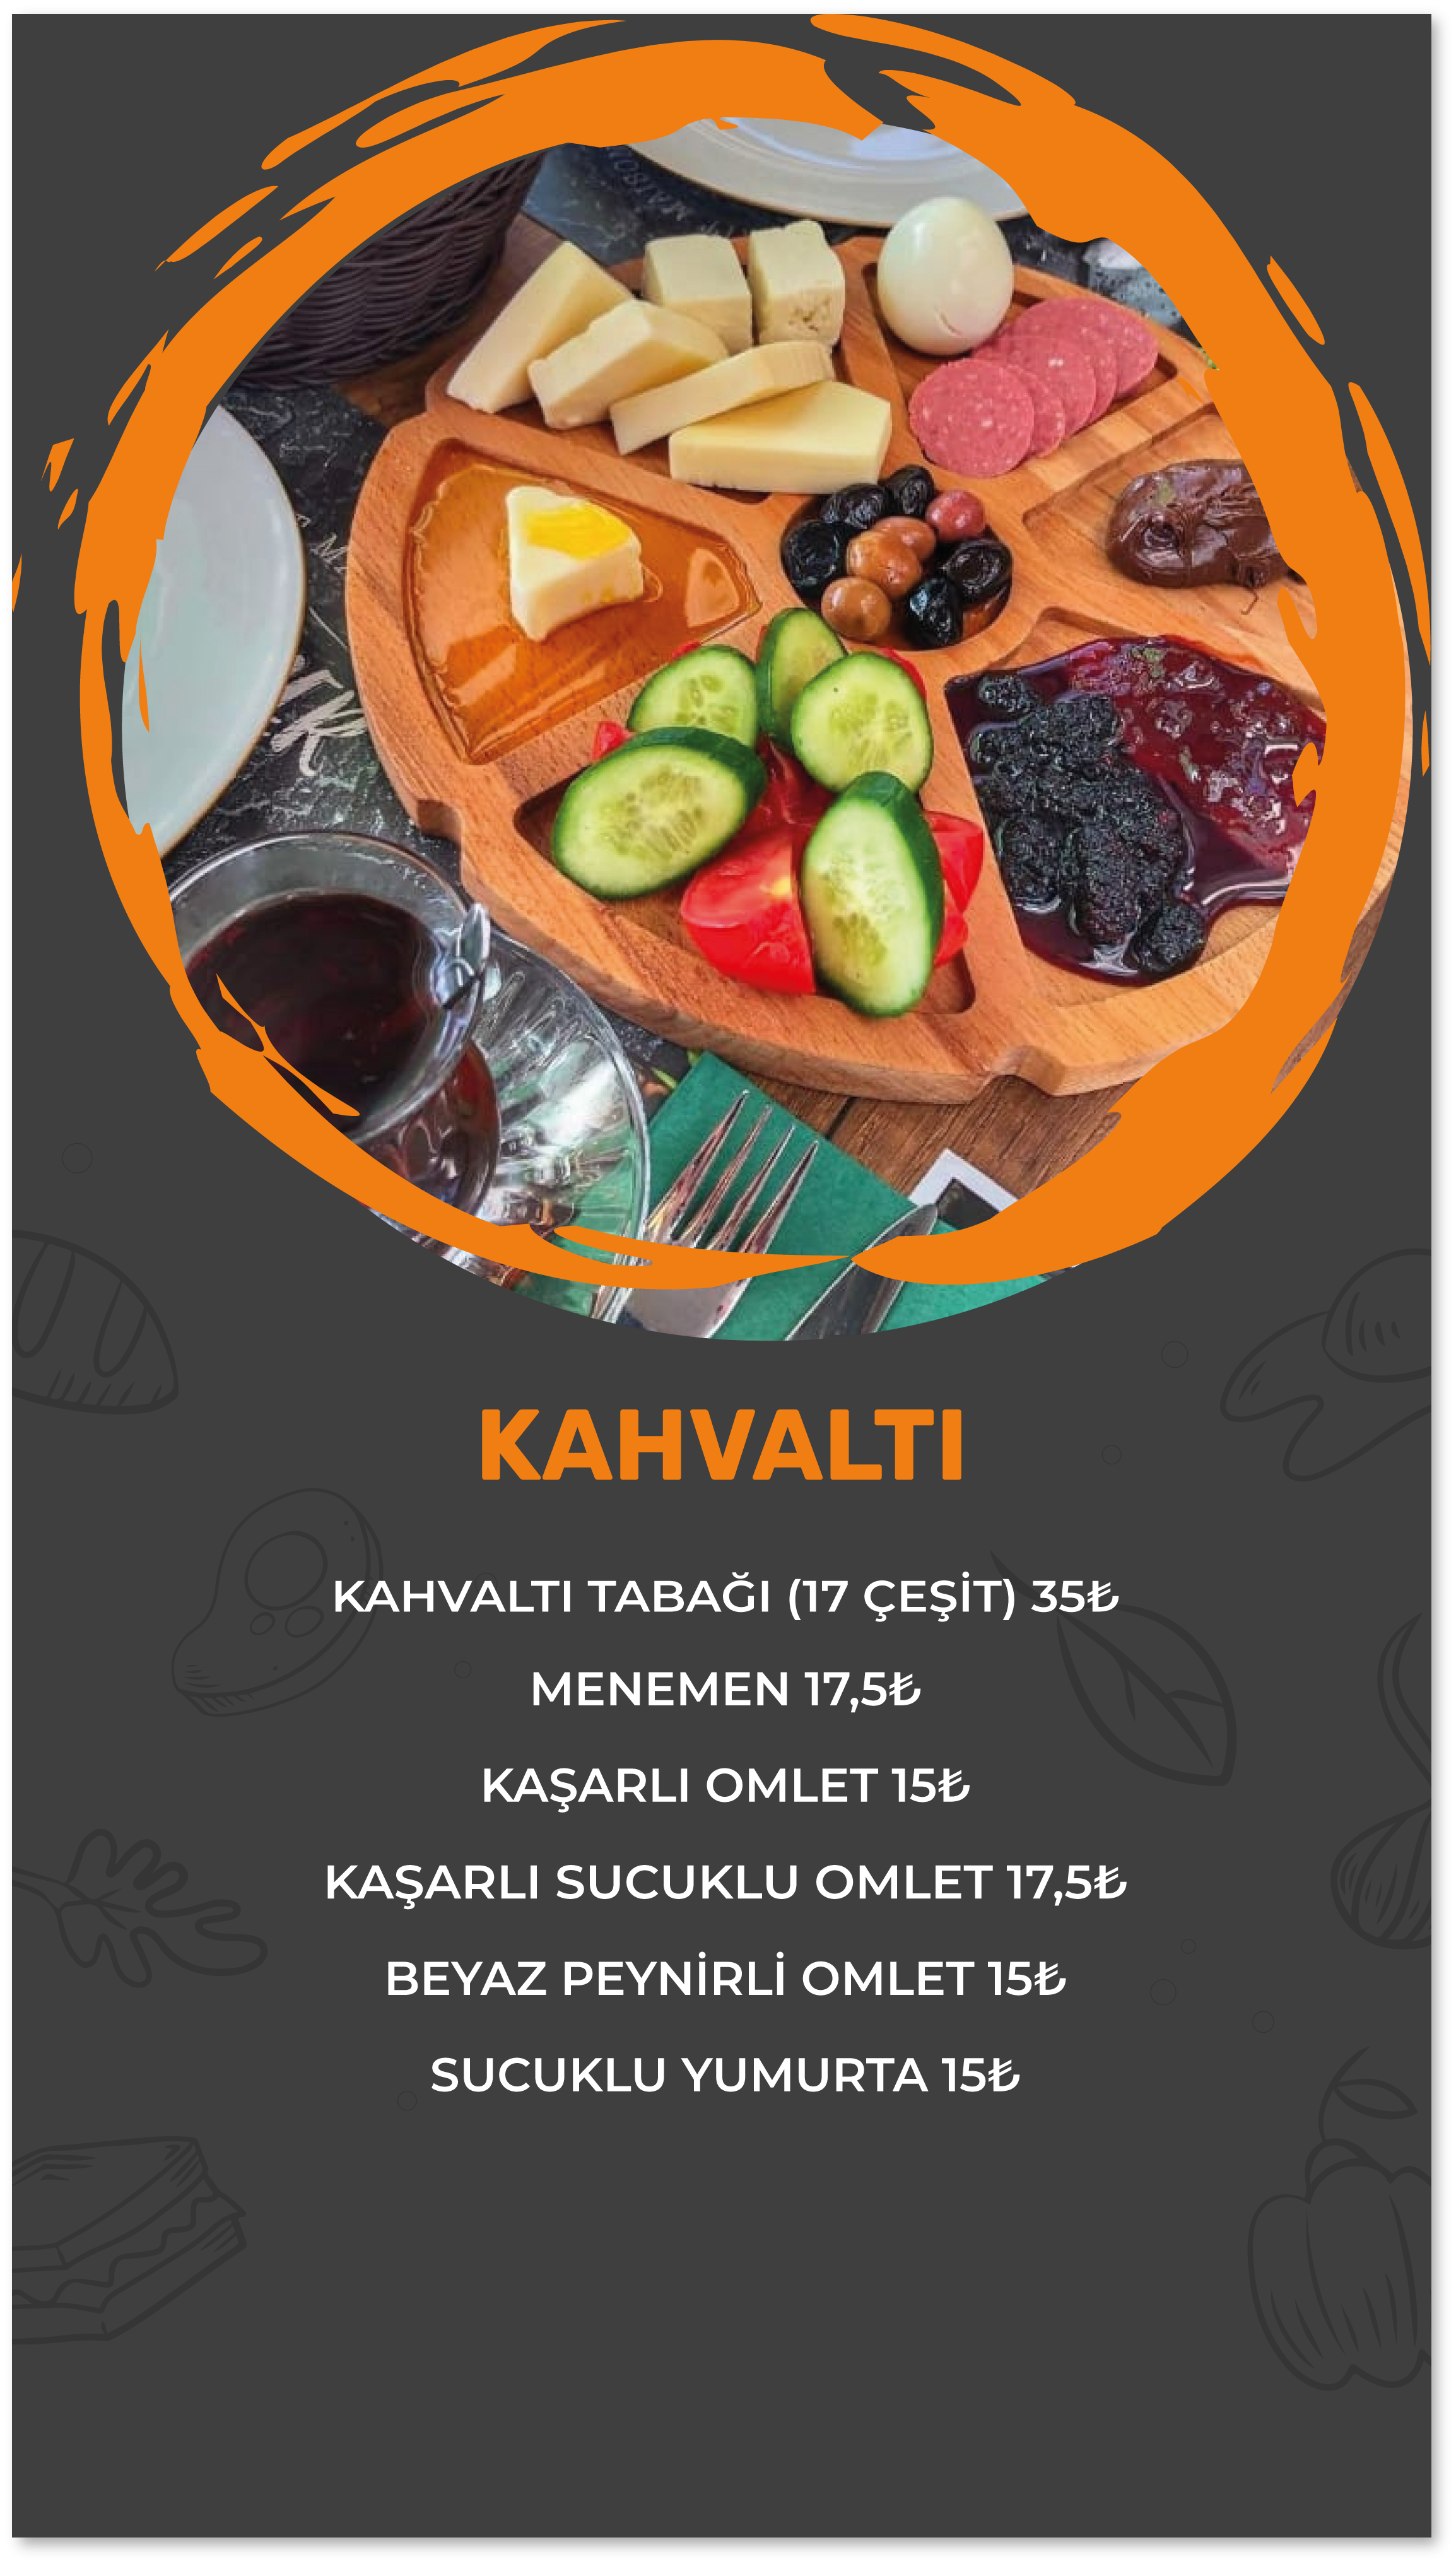 KAHVALTI
KAHVALTI TABAĞI (17 ÇEŞİT) 35₺
MENEMEN 17,5₺
KAŞARLI OMLET 15₺
KAŞARLI SUCUKLU OMLET 17,5₺
BEYAZ PEYNİRLİ OMLET 15₺
SUCUKLU YUMURTA 15₺